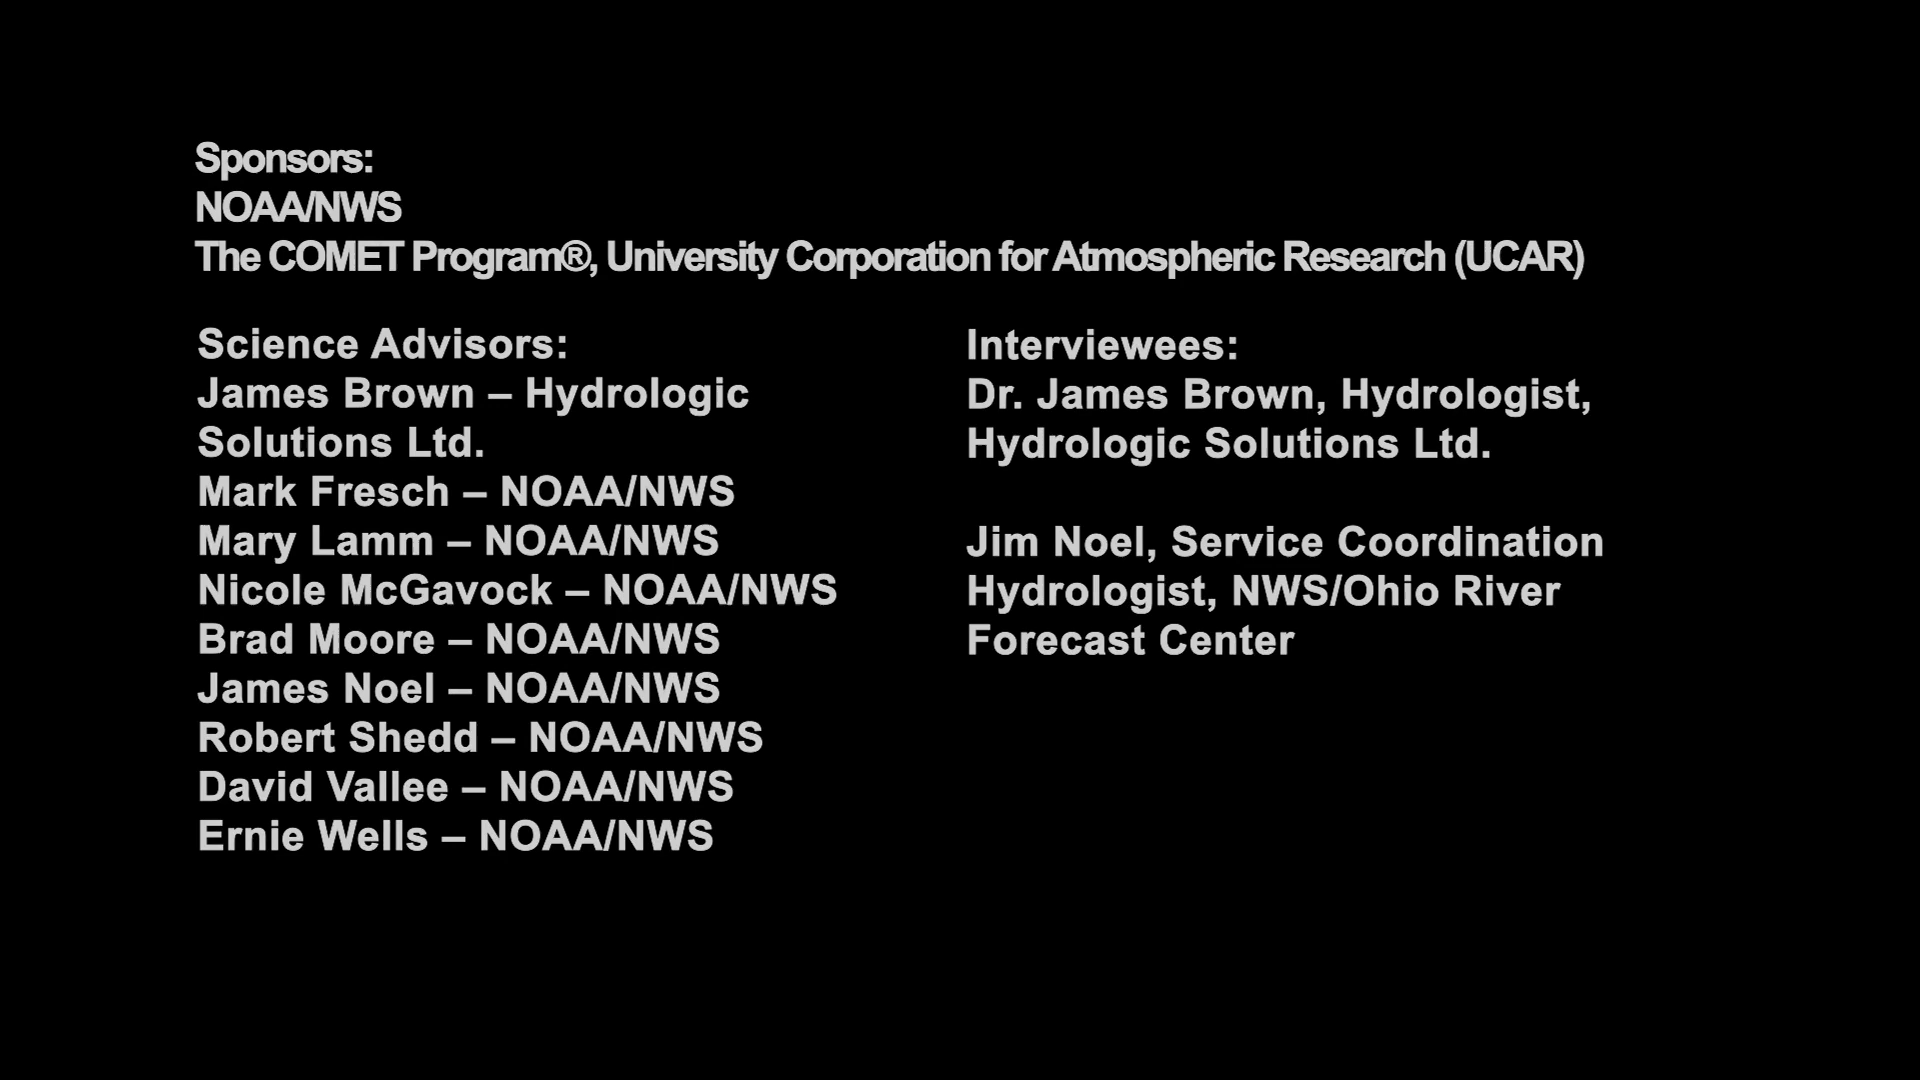 Sponsors:
NOAA/NWS
The COMET Program®, University Corporation for Atmospheric Research (UCAR)
Science Advisors:
James Brown – Hydrologic
Solutions Ltd.
Mark Fresch – NOAA/NWS
Mary Lamm – NOAA/NWS
Nicole McGavock – NOAA/NWS
Brad Moore – NOAA/NWS
James Noel – NOAA/NWS
Robert Shedd – NOAA/NWS
David Vallee – NOAA/NWS
Ernie Wells – NOAA/NWS
Interviewees:
Dr. James Brown, Hydrologist,
Hydrologic Solutions Ltd.
Jim Noel, Service Coordination
Hydrologist, NWS/Ohio River
Forecast Center